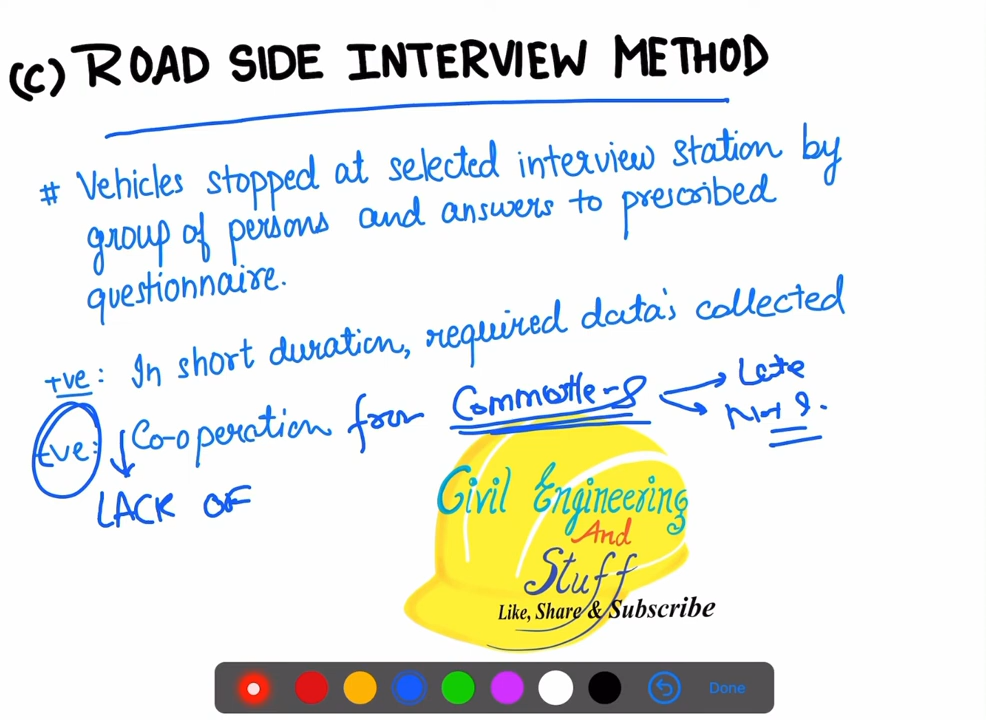 (C) ROAD SIDE INTERVIEW METHOD
# Vehicles stopped at selected interview station by
group of persons and answers to prescribed
questionnaire.
+ve: In short duration, required data's collected
+ve: Co-operation from → Late
LACK OF
Civil Engineering
And
Stuff
Like, Share & Subscribe
Done